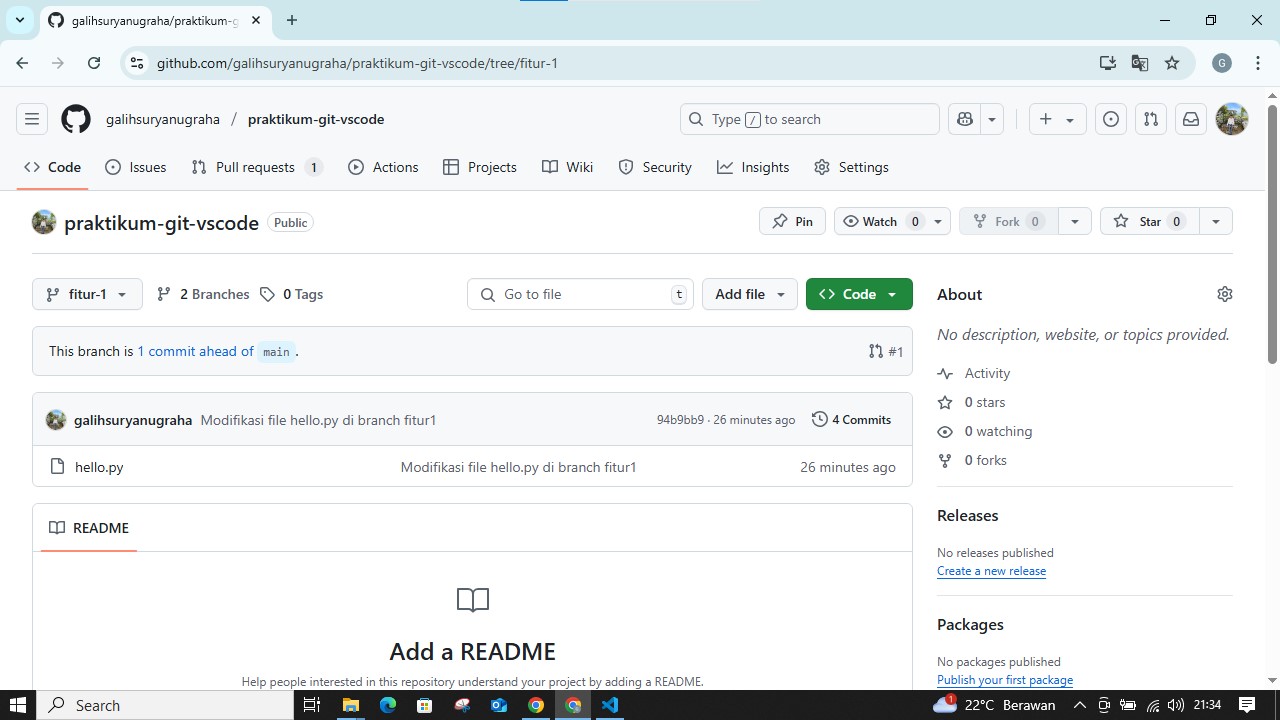 galihsuryanugraha/praktikum-g
github.com/galihsuryanugraha/praktikum-git-vscode/tree/fitur-1
G
galihsuryanugraha / praktikum-git-vscode
Type / to search
Code
Issues
Pull requests 1
Actions
Projects
Wiki
Security
Insights
Settings
praktikum-git-vscode Public
Pin
Watch 0
Fork 0
Star 0
fitur-1
2 Branches
0 Tags
Go to file t
Add file
Code
This branch is 1 commit ahead of main.
#1
galihsuryanugraha Modifikasi file hello.py di branch fitur1 94b9bb9 · 26 minutes ago 4 Commits
hello.py Modifikasi file hello.py di branch fitur1 26 minutes ago
README
Add a README
Help people interested in this repository understand your project by adding a README.
About
No description, website, or topics provided.
Activity
0 stars
0 watching
0 forks
Releases
No releases published
Create a new release
Packages
No packages published
Publish your first package
Search
1
22°C Berawan
21:34